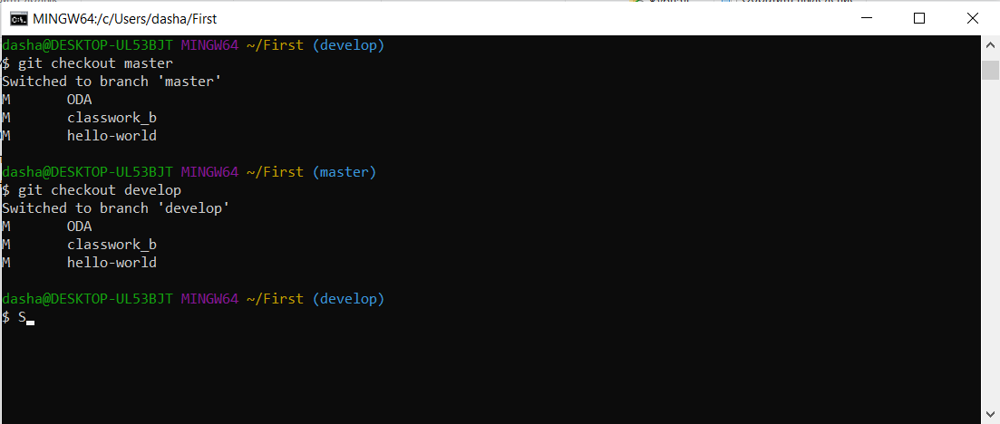 MINGW64:/c/Users/dasha/First
dasha@DESKTOP-UL53BJT MINGW64 ~/First (develop)
$ git checkout master
Switched to branch 'master'
M       ODA
M       classwork_b
M       hello-world

dasha@DESKTOP-UL53BJT MINGW64 ~/First (master)
$ git checkout develop
Switched to branch 'develop'
M       ODA
M       classwork_b
M       hello-world

dasha@DESKTOP-UL53BJT MINGW64 ~/First (develop)
$ S